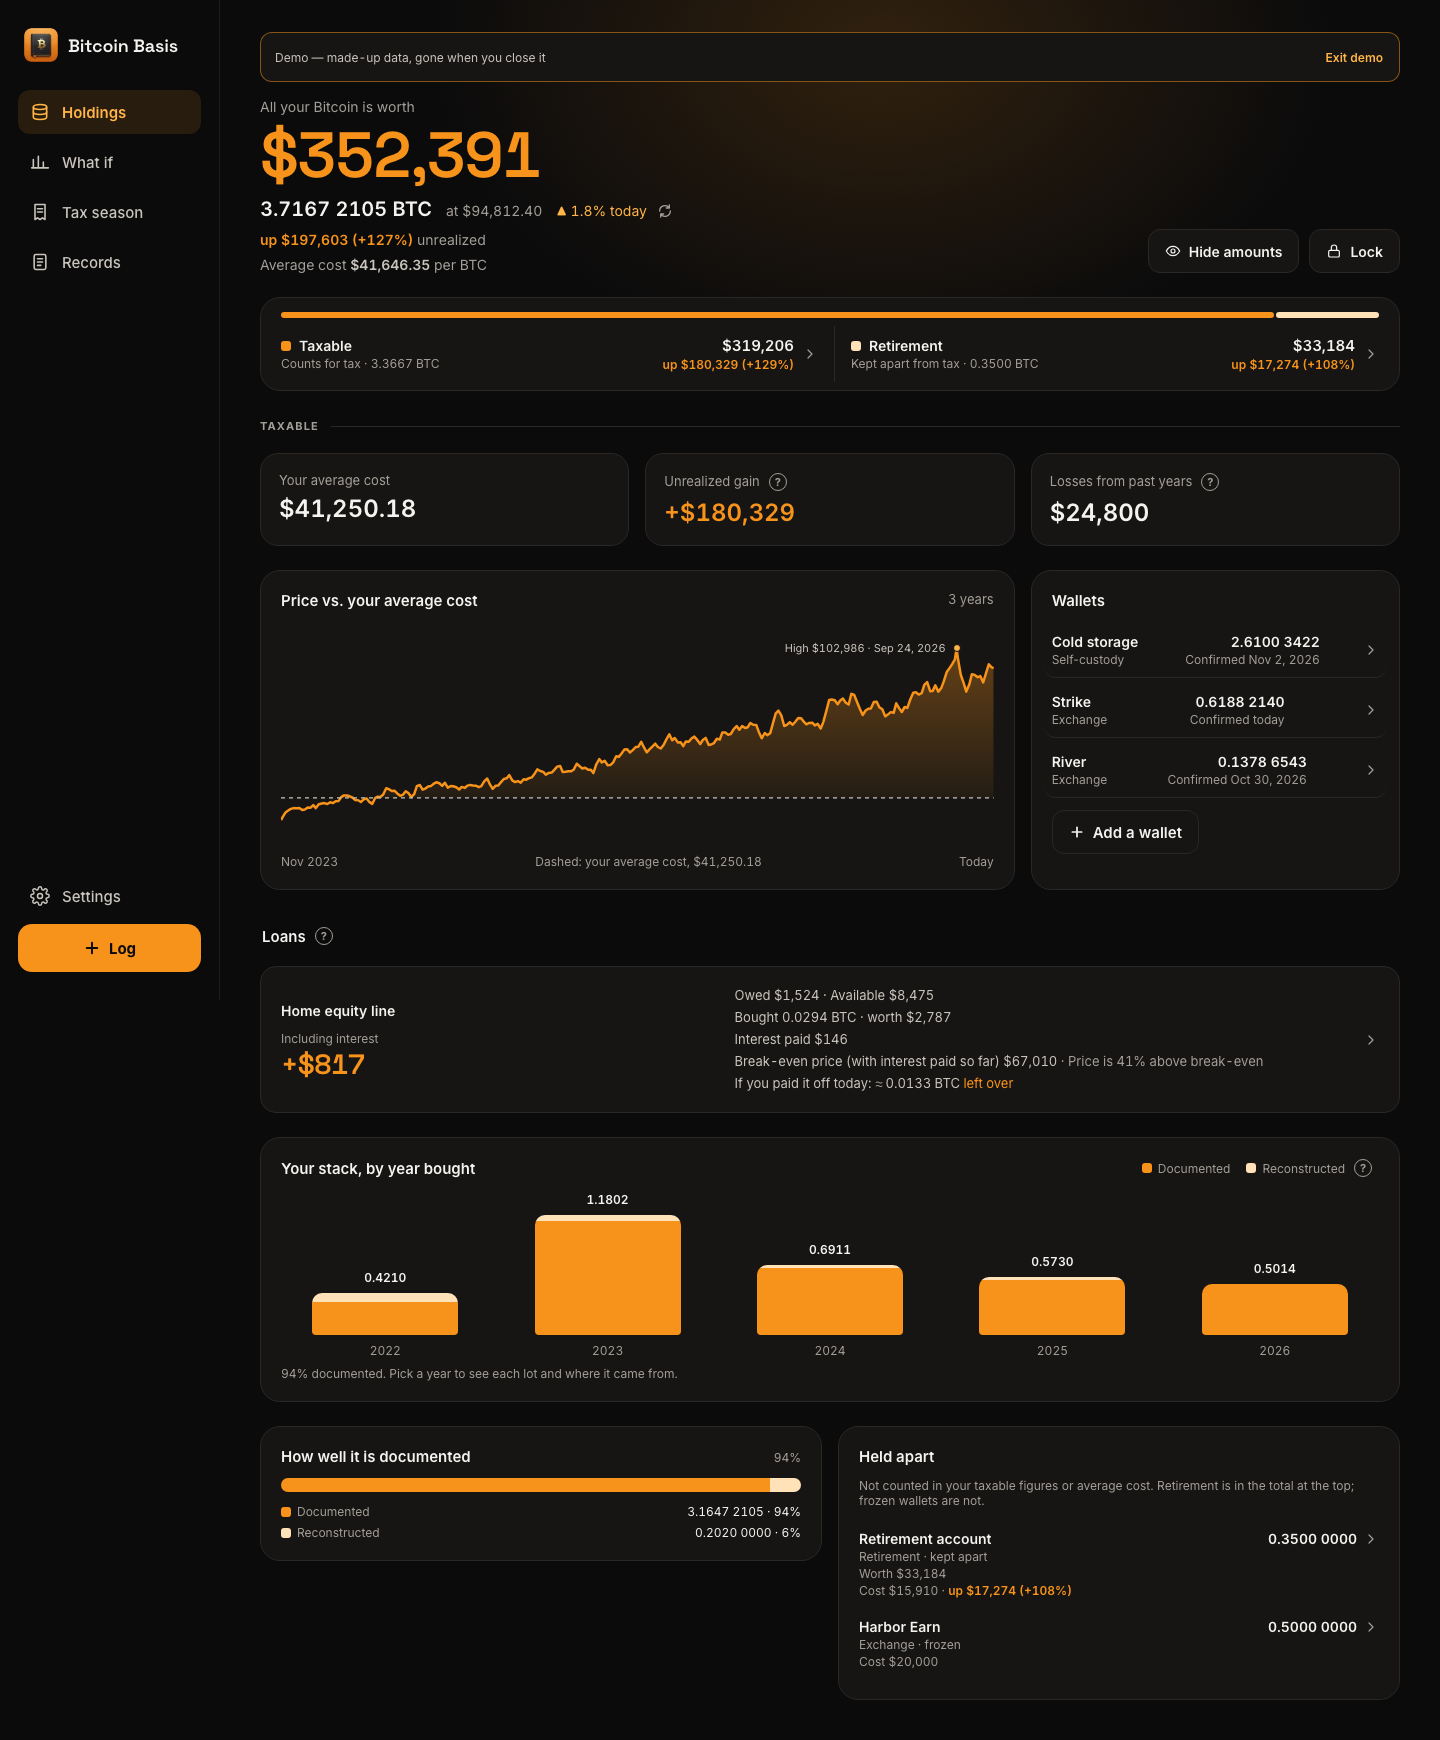 Bitcoin Basis
Holdings
What if
Tax season
Records
Settings
+ Log
Demo — made-up data, gone when you close it
Exit demo
All your Bitcoin is worth
$352,391
3.7167 2105 BTC at $94,812.40 ▲ 1.8% today
up $197,603 (+127%) unrealized
Average cost $41,646.35 per BTC
Hide amounts
Lock
Taxable $319,206
Counts for tax · 3.3667 BTC up $180,329 (+129%)
Retirement $33,184
Kept apart from tax · 0.3500 BTC up $17,274 (+108%)
TAXABLE
Your average cost
$41,250.18
Unrealized gain ?
+$180,329
Losses from past years ?
$24,800
Price vs. your average cost 3 years
High $102,986 · Sep 24, 2026
Nov 2023 Dashed: your average cost, $41,250.18 Today
Wallets
Cold storage 2.6100 3422
Self-custody Confirmed Nov 2, 2026
Strike 0.6188 2140
Exchange Confirmed today
River 0.1378 6543
Exchange Confirmed Oct 30, 2026
+ Add a wallet
Loans ?
Home equity line
Including interest
+$817
Owed $1,524 · Available $8,475
Bought 0.0294 BTC · worth $2,787
Interest paid $146
Break-even price (with interest paid so far) $67,010 · Price is 41% above break-even
If you paid it off today: ≈ 0.0133 BTC left over
Your stack, by year bought
Documented Reconstructed ?
0.4210
1.1802
0.6911
0.5730
0.5014
2022 2023 2024 2025 2026
94% documented. Pick a year to see each lot and where it came from.
How well it is documented 94%
Documented 3.1647 2105 · 94%
Reconstructed 0.2020 0000 · 6%
Held apart
Not counted in your taxable figures or average cost. Retirement is in the total at the top;
frozen wallets are not.
Retirement account 0.3500 0000
Retirement · kept apart
Worth $33,184
Cost $15,910 · up $17,274 (+108%)
Harbor Earn 0.5000 0000
Exchange · frozen
Cost $20,000